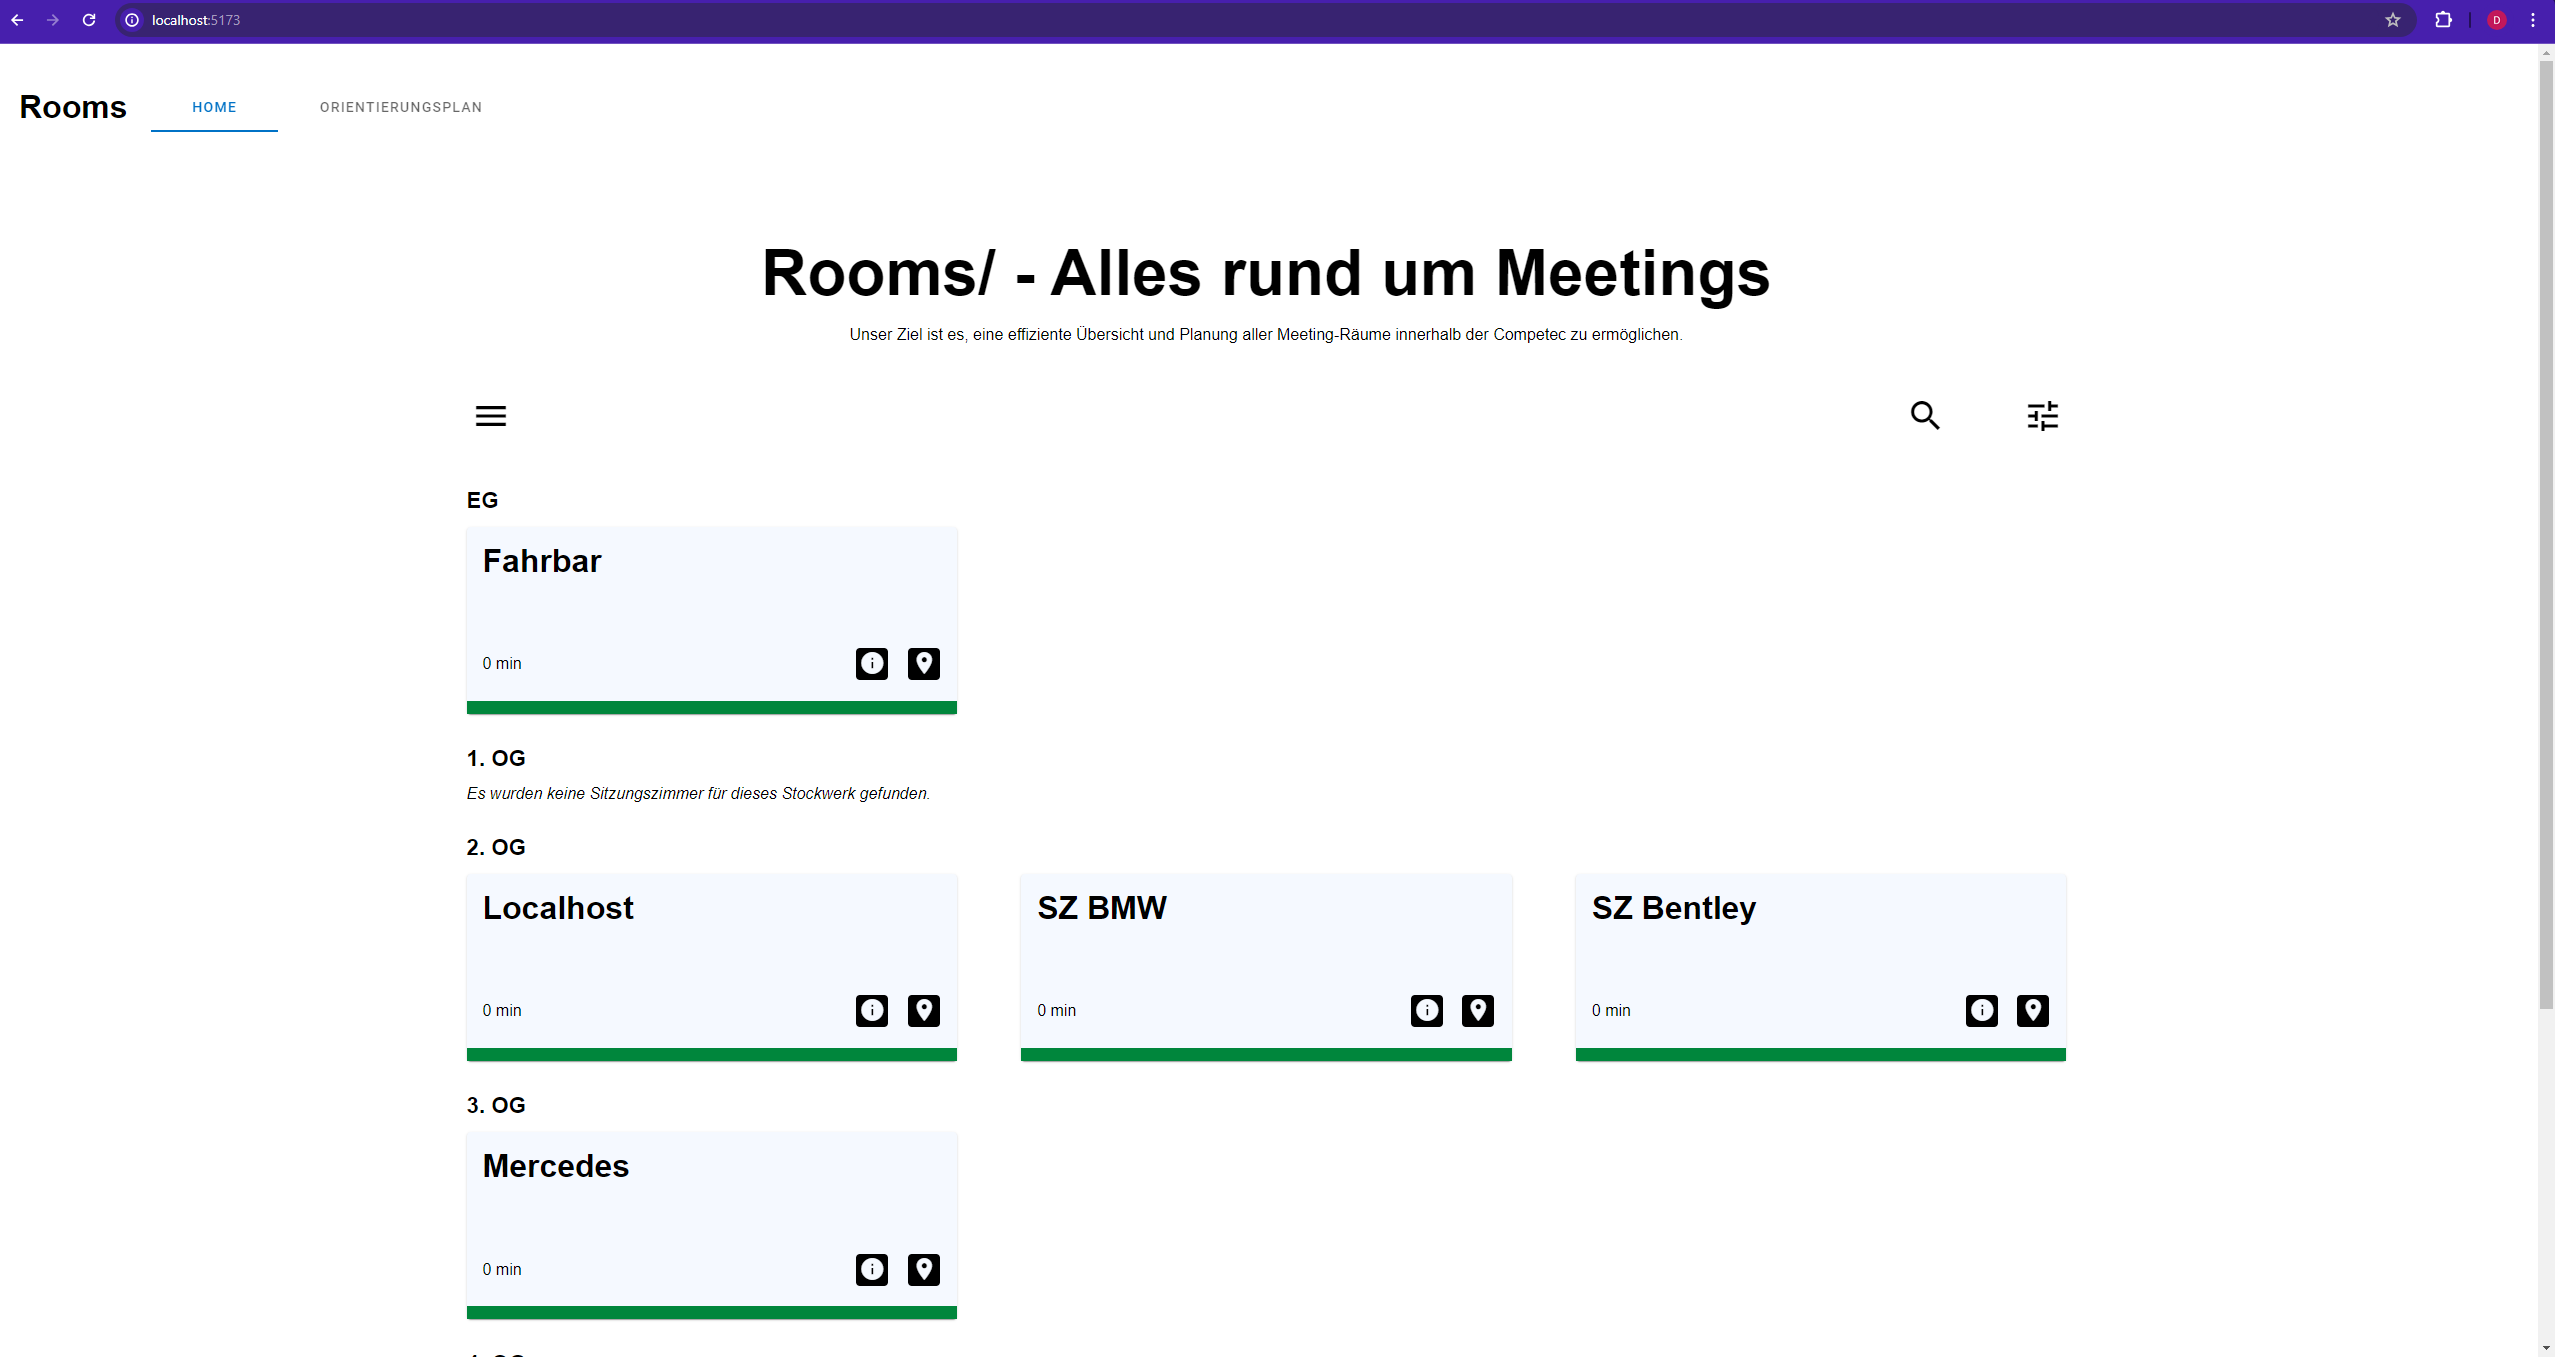 localhost:5173
D
Rooms HOME ORIENTIERUNGSPLAN
Rooms/ - Alles rund um Meetings
Unser Ziel ist es, eine effiziente Übersicht und Planung aller Meeting-Räume innerhalb der Competec zu ermöglichen.
EG
Fahrbar
0 min
1. OG
Es wurden keine Sitzungszimmer für dieses Stockwerk gefunden.
2. OG
Localhost
0 min
SZ BMW
0 min
SZ Bentley
0 min
3. OG
Mercedes
0 min